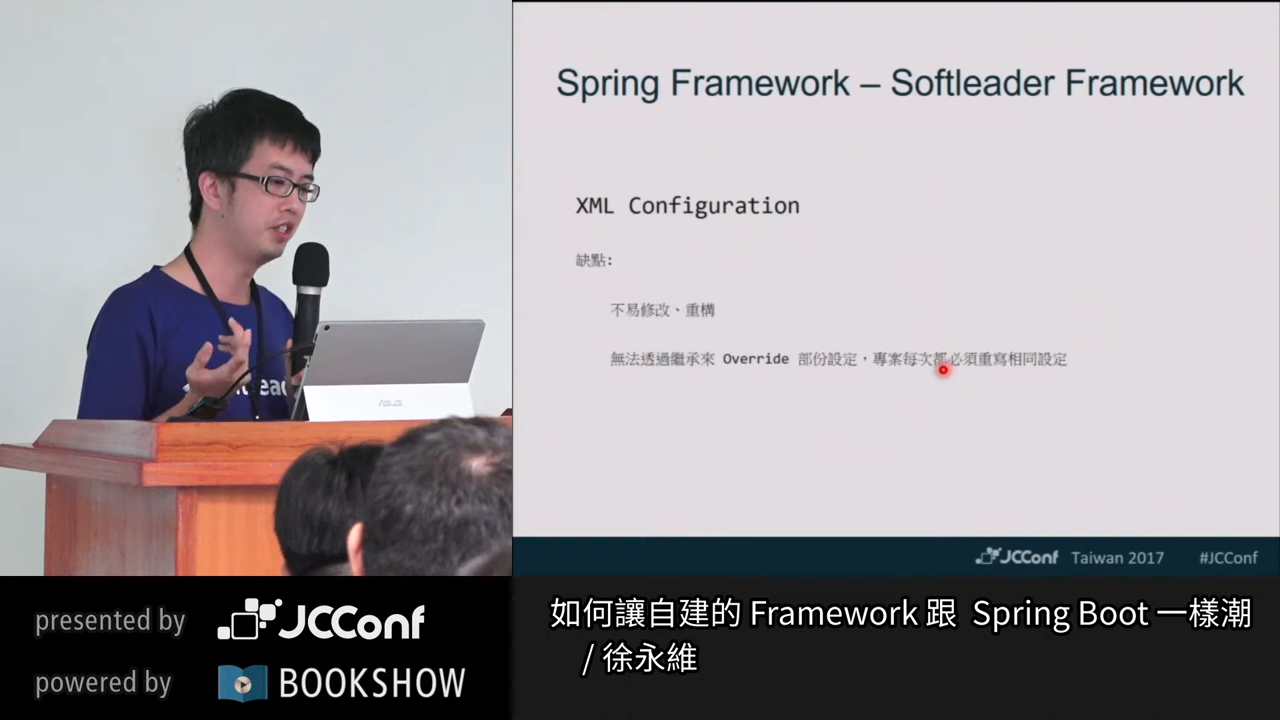 Spring Framework – Softleader Framework
XML Configuration
缺點:
不易修改、重構
無法透過繼承來 Override 部份設定，專案每次都必須重寫相同設定
ASUS
JCConf Taiwan 2017 #JCConf
presented by JCConf
powered by BOOKSHOW
如何讓自建的 Framework 跟 Spring Boot 一樣潮
/ 徐永維